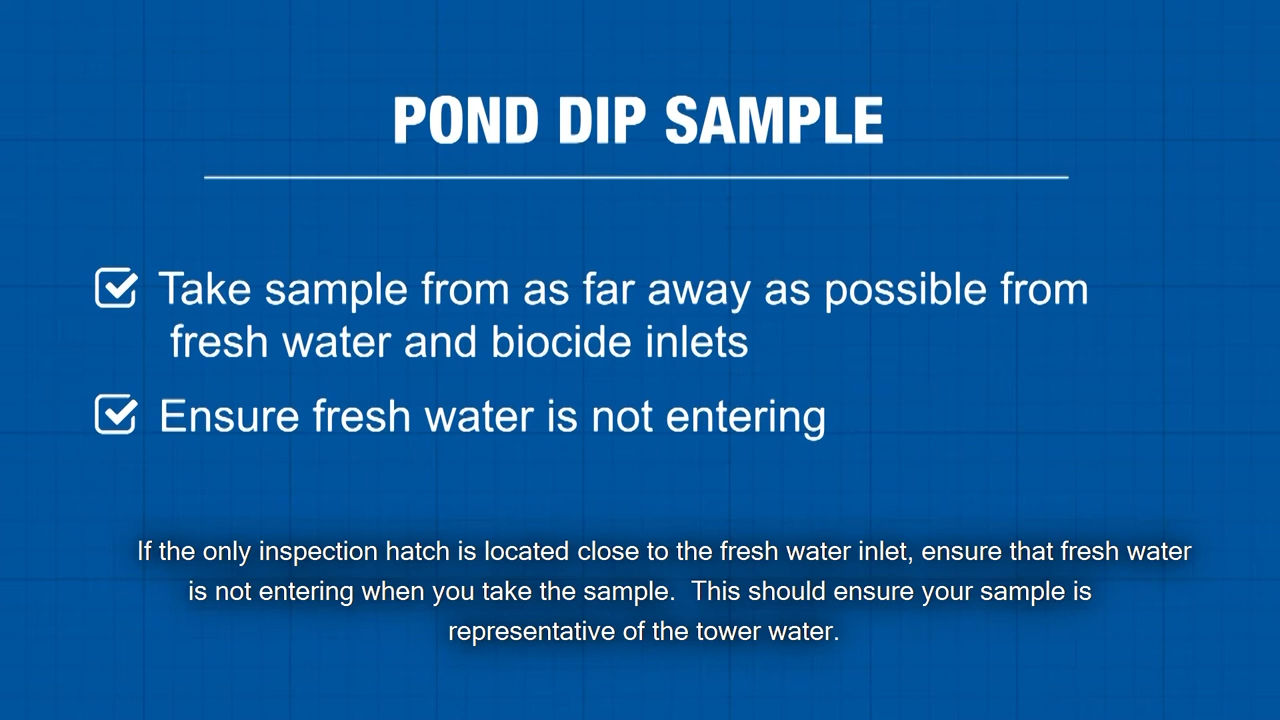 POND DIP SAMPLE
Take sample from as far away as possible from
fresh water and biocide inlets
Ensure fresh water is not entering
If the only inspection hatch is located close to the fresh water inlet, ensure that fresh water
is not entering when you take the sample.  This should ensure your sample is
representative of the tower water.